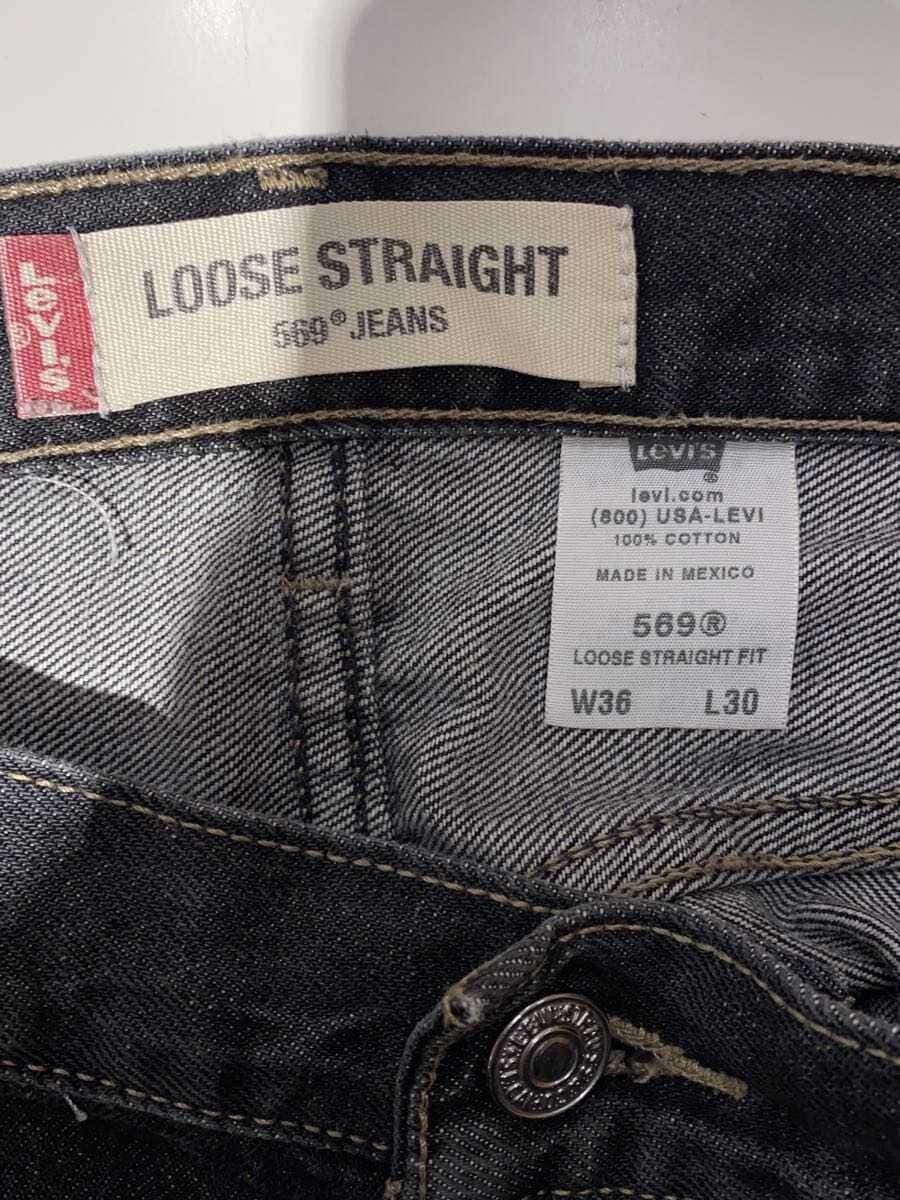 LOOSE STRAIGHT
569® JEANS
Levi's
®
Levi's
®
levi.com
(800) USA-LEVI
100% COTTON
MADE IN MEXICO
569®
LOOSE STRAIGHT FIT
W36 L30